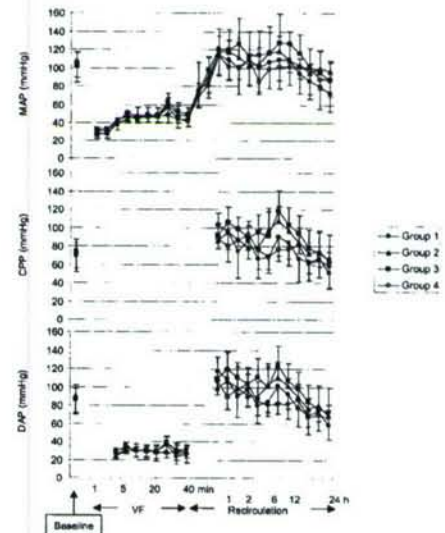 160
140
120
100
80
60
40
20
0
MAP (mmHg)
160
140
120
100
80
60
40
20
0
CPP (mmHg)
Group 1
Group 2
Group 3
Group 4
160
140
120
100
80
60
40
20
0
DAP (mmHg)
1 5 20 40 min 1 2 6 12 24 h
VF Recirculation
Baseline